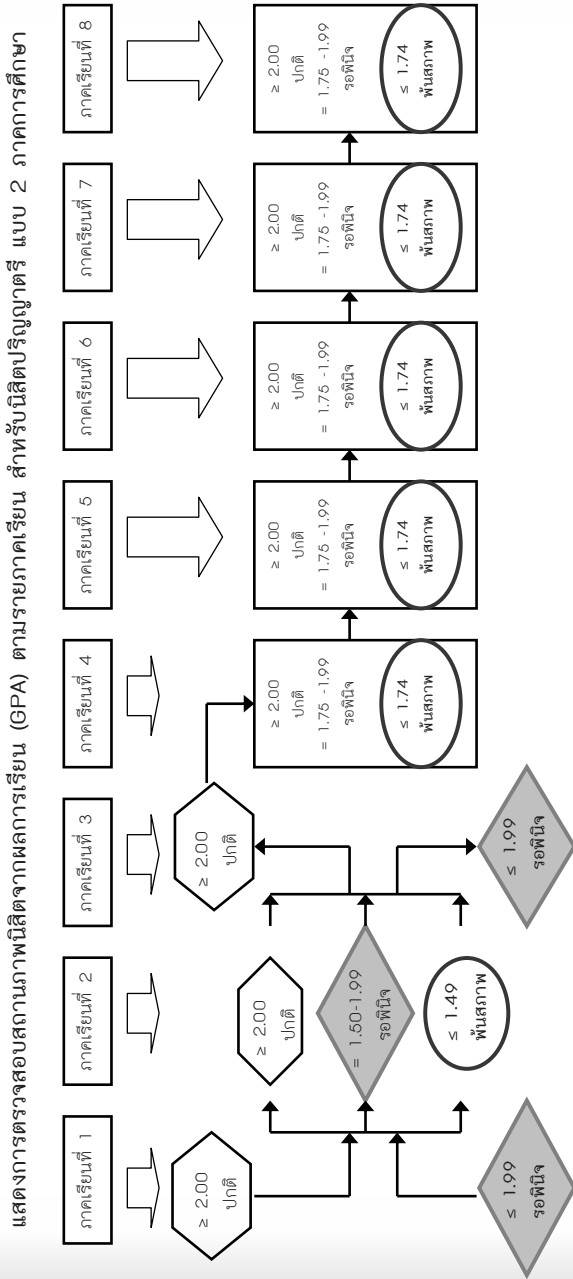 แสดงการตรวจสอบสถานภาพนิสิตจากผลการเรียน (GPA) ตามรายภาคเรียน สำหรับนิสิตปริญญาตรี แบบ 2 ภาคการศึกษา
ภาคเรียนที่ 1
ภาคเรียนที่ 2
ภาคเรียนที่ 3
ภาคเรียนที่ 4
ภาคเรียนที่ 5
ภาคเรียนที่ 6
ภาคเรียนที่ 7
ภาคเรียนที่ 8
≥ 2.00
ปกติ
≤ 1.99
รอพินิจ
≥ 2.00
ปกติ
= 1.50-1.99
รอพินิจ
≤ 1.49
พ้นสภาพ
≥ 2.00
ปกติ
≤ 1.99
รอพินิจ
≥ 2.00
ปกติ
= 1.75 -1.99
รอพินิจ
≤ 1.74
พ้นสภาพ
≥ 2.00
ปกติ
= 1.75 -1.99
รอพินิจ
≤ 1.74
พ้นสภาพ
≥ 2.00
ปกติ
= 1.75 -1.99
รอพินิจ
≤ 1.74
พ้นสภาพ
≥ 2.00
ปกติ
= 1.75 -1.99
รอพินิจ
≤ 1.74
พ้นสภาพ
≥ 2.00
ปกติ
= 1.75 -1.99
รอพินิจ
≤ 1.74
พ้นสภาพ